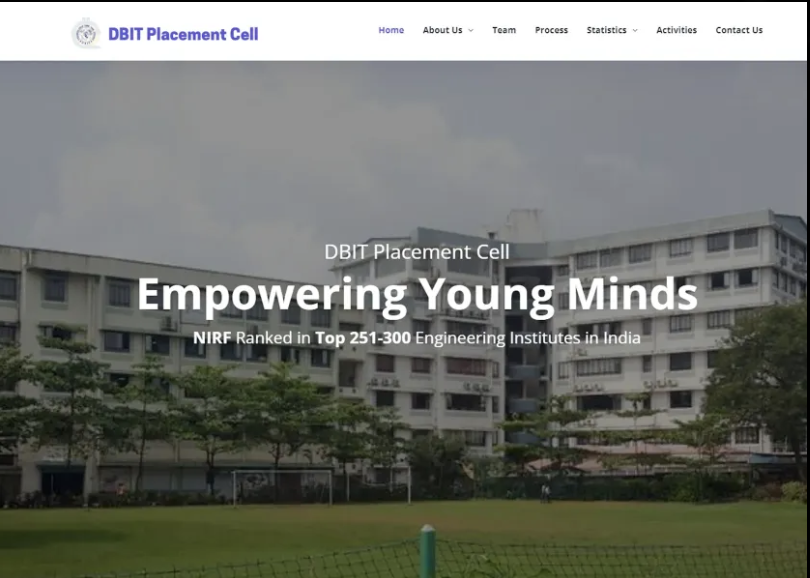 DBIT Placement Cell
Home About Us Team Process Statistics Activities Contact Us
DBIT Placement Cell
Empowering Young Minds
NIRF Ranked in Top 251-300 Engineering Institutes in India